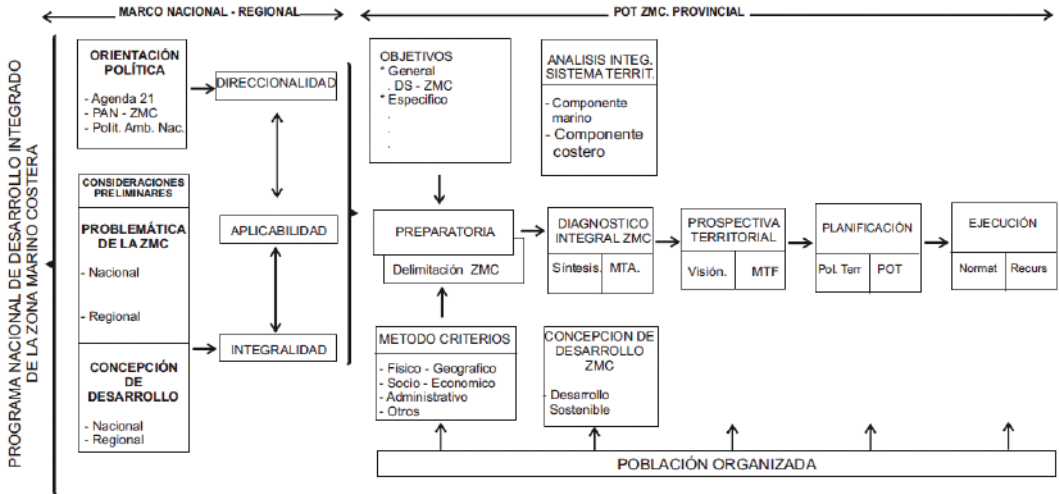 MARCO NACIONAL - REGIONAL
POT ZMC. PROVINCIAL
PROGRAMA NACIONAL DE DESARROLLO INTEGRADO
DE LA ZONA MARINO COSTERA
ORIENTACIÓN
POLÍTICA
- Agenda 21
- PAN - ZMC
- Polit. Amb. Nac.
CONSIDERACIONES
PRELIMINARES
PROBLEMÁTICA
DE LA ZMC
- Nacional
- Regional
CONCEPCIÓN
DE
DESARROLLO
- Nacional
- Regional
DIRECCIONALIDAD
APLICABILIDAD
INTEGRALIDAD
OBJETIVOS
* General
. DS - ZMC
* Especifico
.
.
.
ANALISIS INTEG.
SISTEMA TERRIT.
- Componente
marino
- Componente
costero
PREPARATORIA
Delimitación ZMC
DIAGNOSTICO
INTEGRAL ZMC
Síntesis.
MTA.
PROSPECTIVA
TERRITORIAL
Visión.
MTF
PLANIFICACIÓN
Pol. Terr
POT
EJECUCIÓN
Normat
Recurs
METODO CRITERIOS
- Físico - Geografico
- Socio - Economico
- Administrativo
- Otros
CONCEPCION DE
DESARROLLO
ZMC
- Desarrollo
Sostenible
POBLACIÓN ORGANIZADA